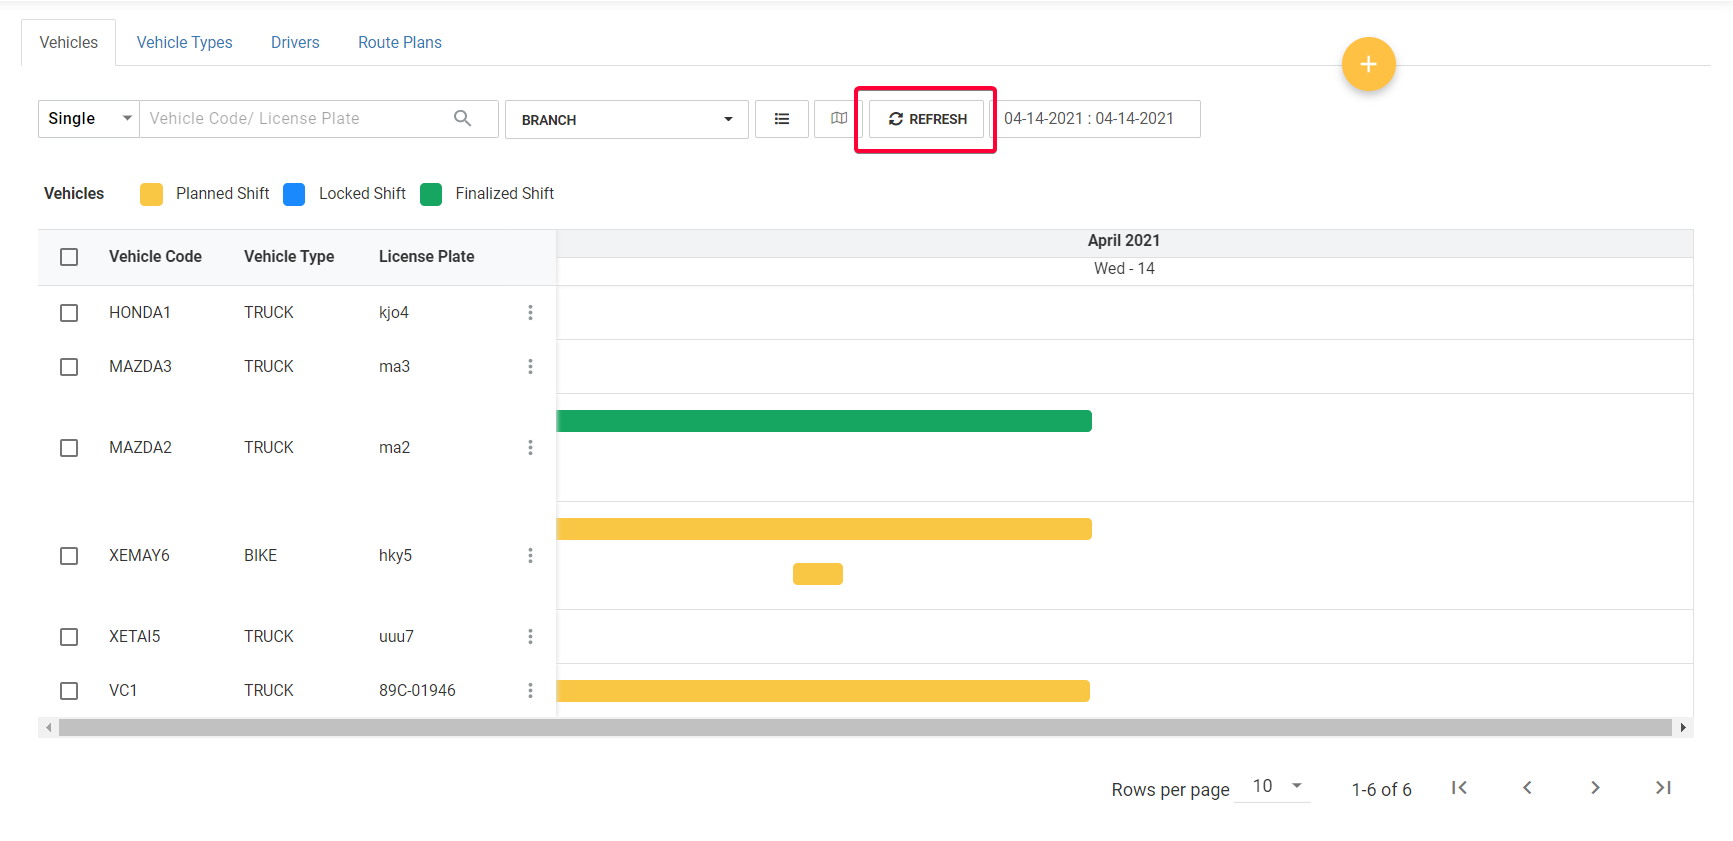 Vehicles Vehicle Types Drivers Route Plans
+
Single Vehicle Code/ License Plate BRANCH REFRESH 04-14-2021 : 04-14-2021
Vehicles Planned Shift Locked Shift Finalized Shift
Vehicle Code Vehicle Type License Plate April 2021
Wed - 14
HONDA1 TRUCK kjo4
MAZDA3 TRUCK ma3
MAZDA2 TRUCK ma2
XEMAY6 BIKE hky5
XETAI5 TRUCK uuu7
VC1 TRUCK 89C-01946
Rows per page 10 1-6 of 6